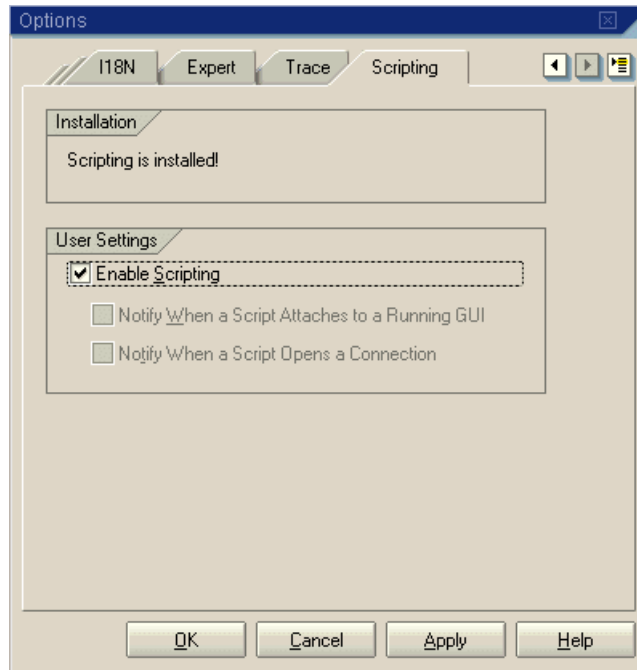 Options
I18N Expert Trace Scripting
Installation
Scripting is installed!
User Settings
Enable Scripting
Notify When a Script Attaches to a Running GUI
Notify When a Script Opens a Connection
OK Cancel Apply Help